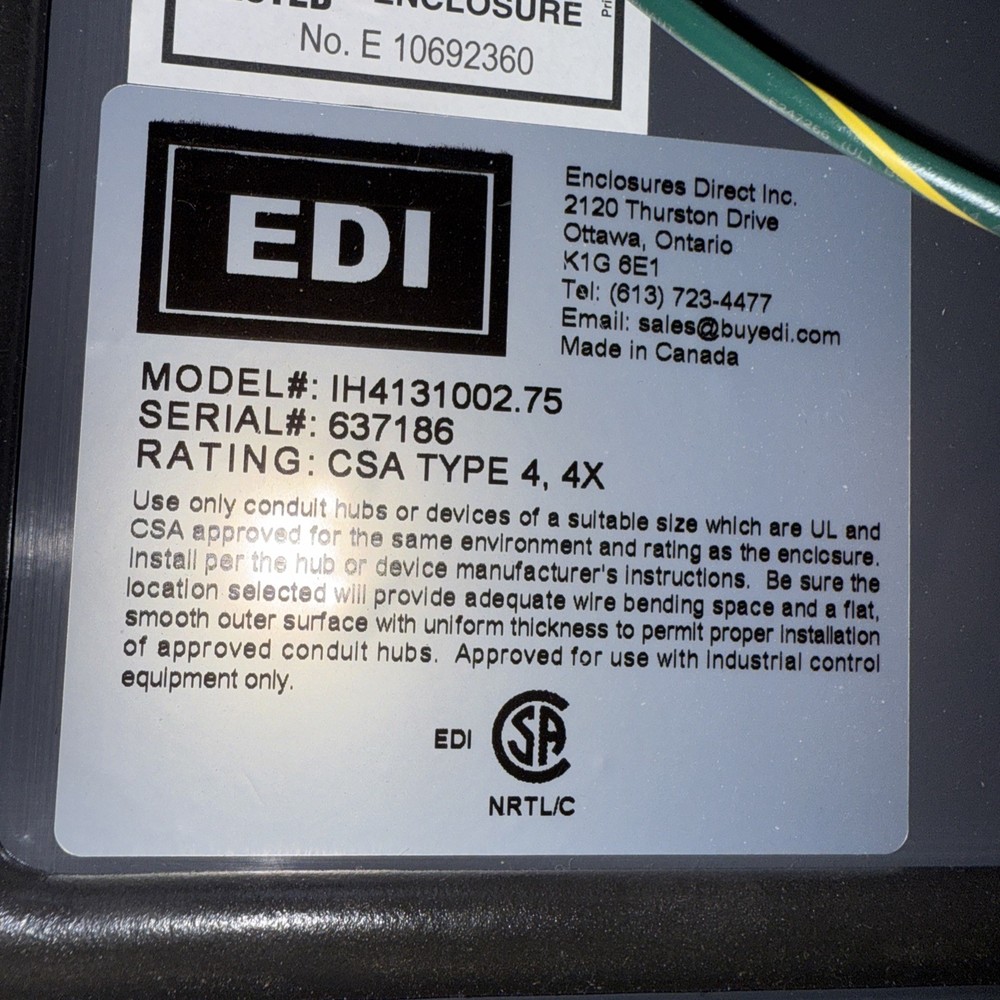 ENCLOSURE
No. E 10692360
EDI
Enclosures Direct Inc.
2120 Thurston Drive
Ottawa, Ontario
K1G 6E1
Tel: (613) 723-4477
Email: sales@buyedi.com
Made in Canada
MODEL#: IH4131002.75
SERIAL#: 637186
RATING: CSA TYPE 4, 4X
Use only conduit hubs or devices of a suitable size which are UL and
CSA approved for the same environment and rating as the enclosure.
Install per the hub or device manufacturer's instructions. Be sure the
location selected will provide adequate wire bending space and a flat,
smooth outer surface with uniform thickness to permit proper installation
of approved conduit hubs. Approved for use with industrial control
equipment only.
EDI
CSA
NRTL/C